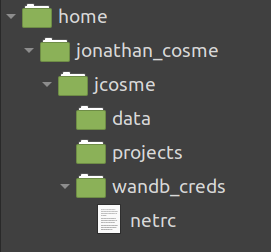 home
jonathan_cosme
jcosme
data
projects
wandb_creds
netrc